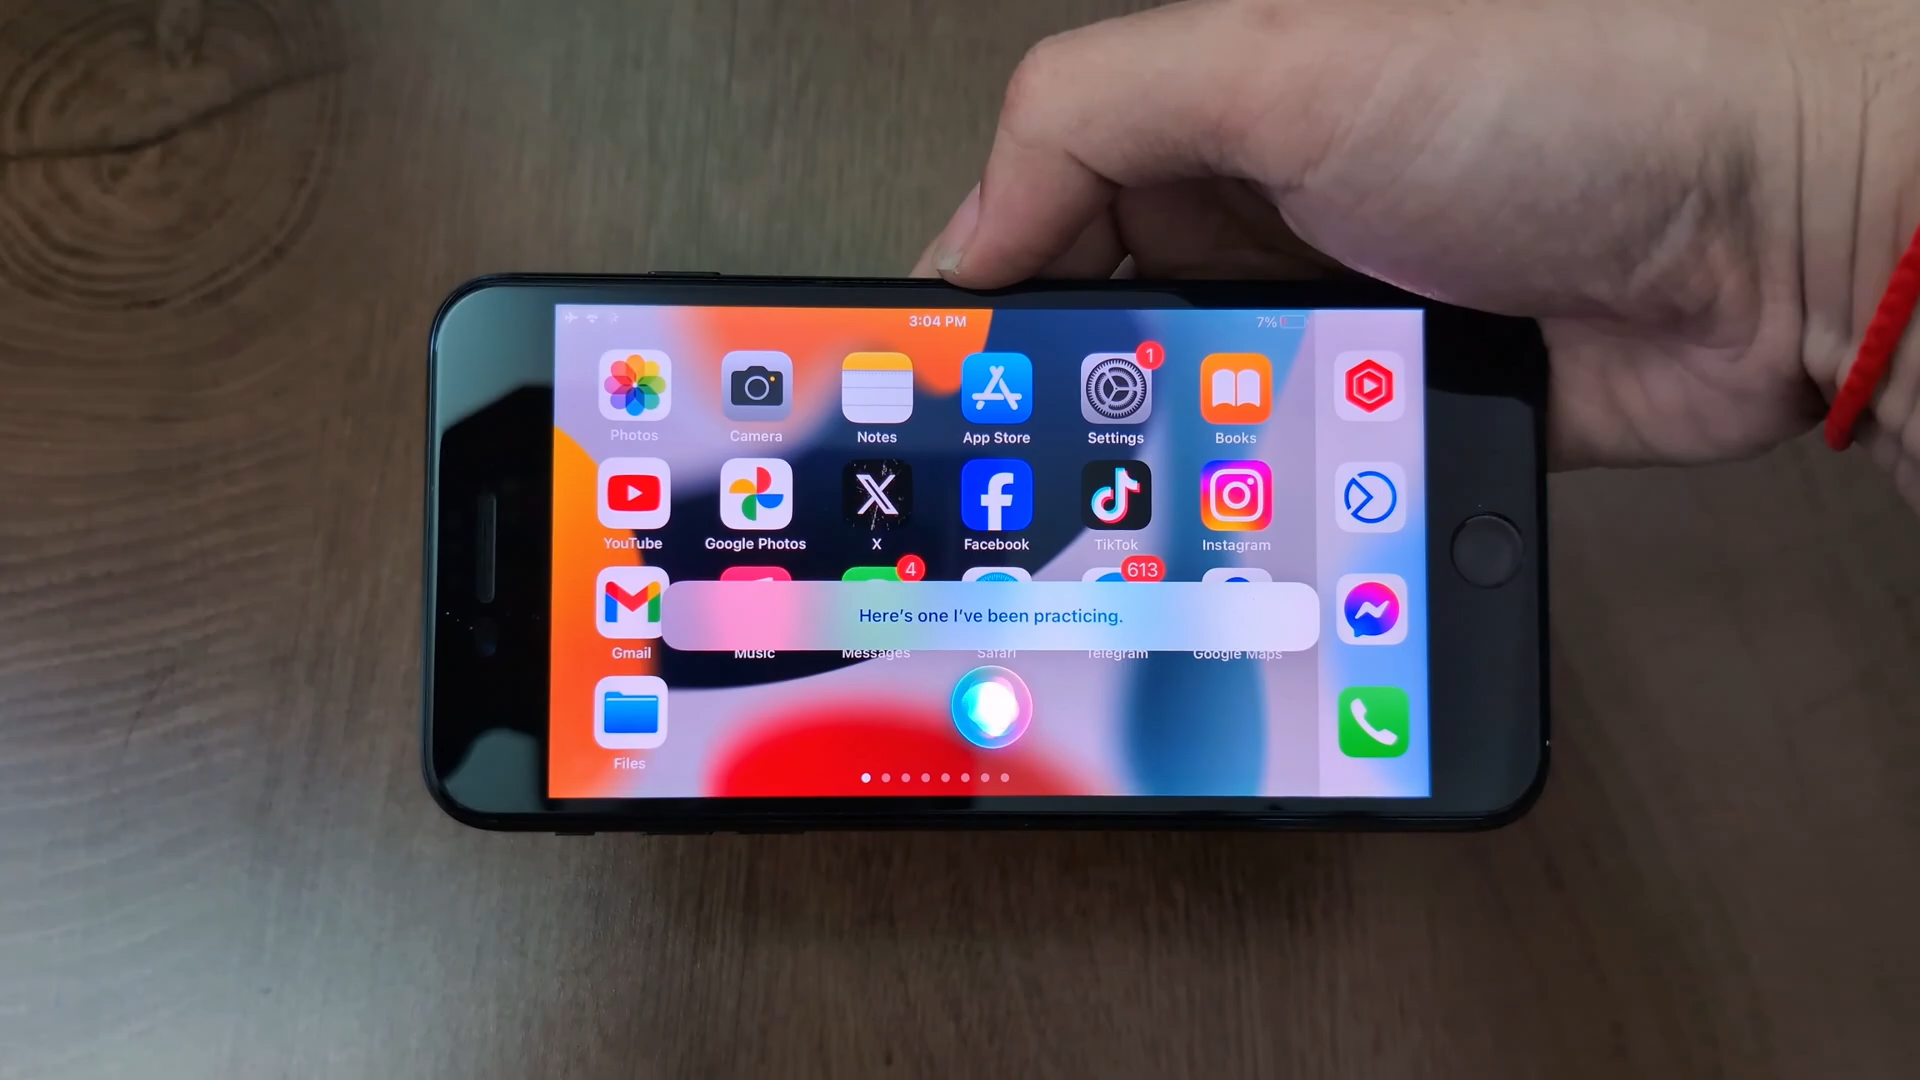 3:04 PM
7%
1
Photos
Camera
Notes
App Store
Settings
Books
YouTube
Google Photos
X
Facebook
TikTok
Instagram
4
613
Here's one I've been practicing.
Gmail
Music
Messages
Safari
Telegram
Google Maps
Files